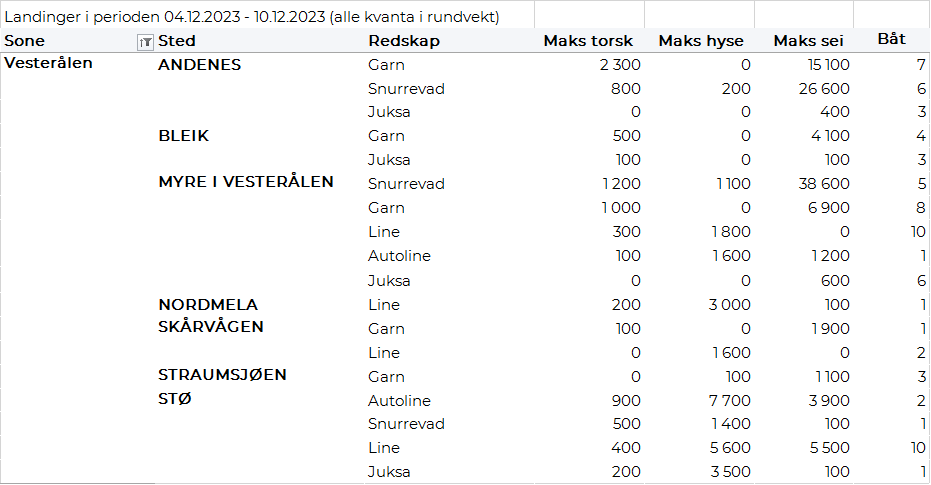 Landinger i perioden 04.12.2023 - 10.12.2023 (alle kvanta i rundvekt)
Sone Sted Redskap Maks torsk Maks hyse Maks sei Båt
Vesterålen ANDENES Garn 2 300 0 15 100 7
Snurrevad 800 200 26 600 6
Juksa 0 0 400 3
BLEIK Garn 500 0 4 100 4
Juksa 100 0 100 3
MYRE I VESTERÅLEN Snurrevad 1 200 1 100 38 600 5
Garn 1 000 0 6 900 8
Line 300 1 800 0 10
Autoline 100 1 600 1 200 1
Juksa 0 0 600 6
NORDMELA Line 200 3 000 100 1
SKÅRVÅGEN Garn 100 0 1 900 1
Line 0 1 600 0 2
STRAUMSJØEN Garn 0 100 1 100 3
STØ Autoline 900 7 700 3 900 2
Snurrevad 500 1 400 100 1
Line 400 5 600 5 500 10
Juksa 200 3 500 100 1